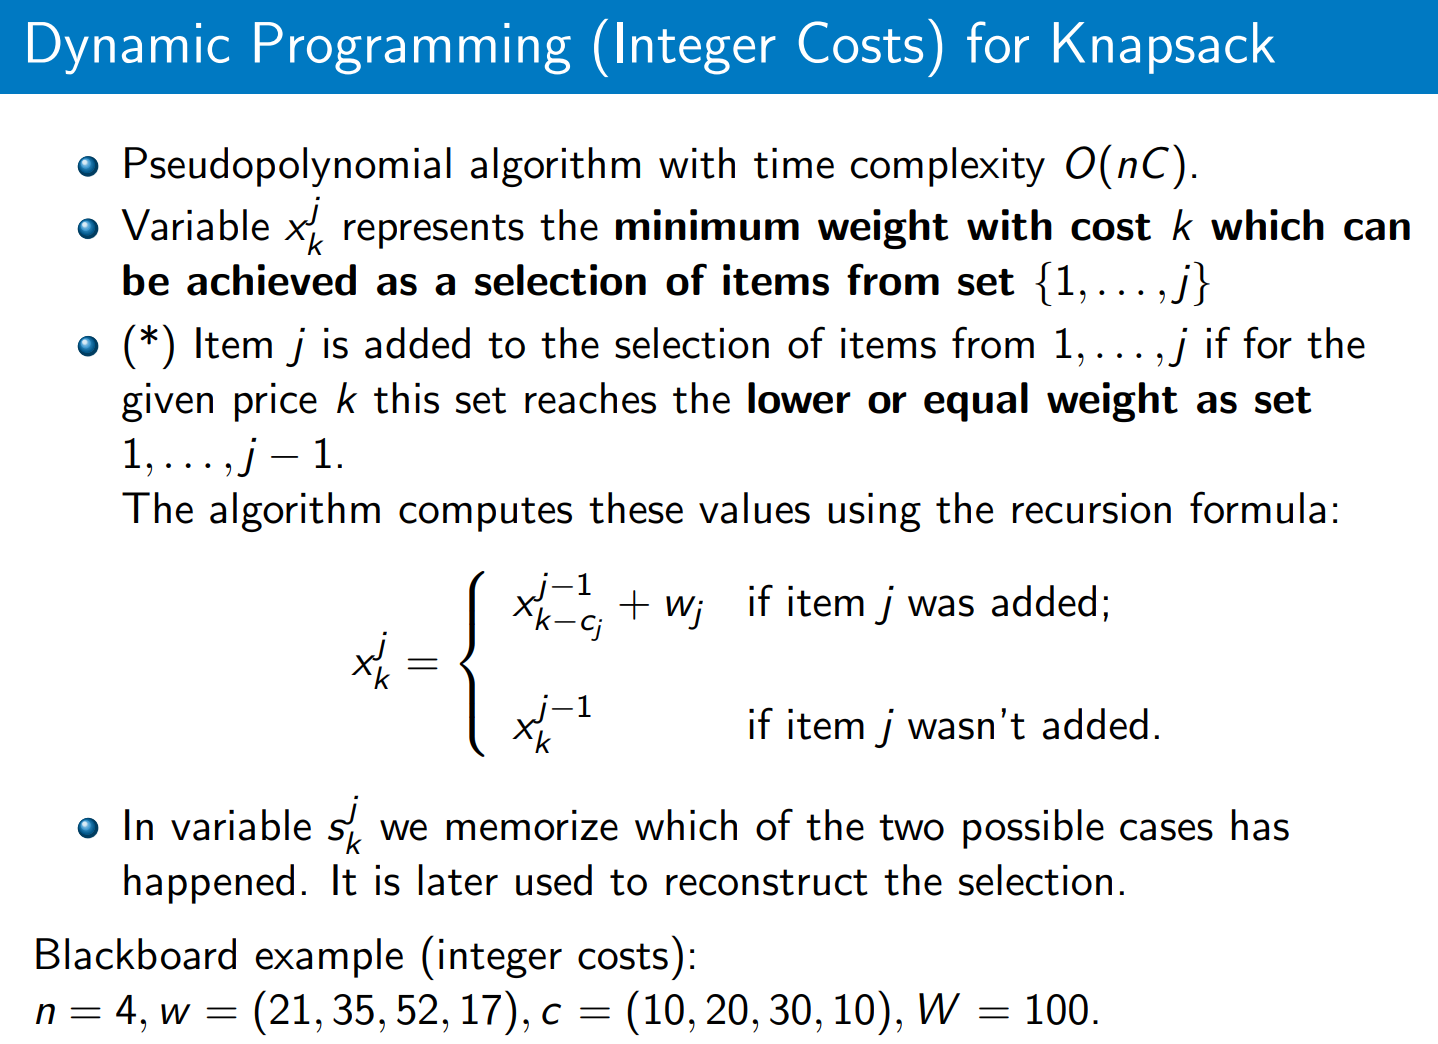 Dynamic Programming (Integer Costs) for Knapsack
Pseudopolynomial algorithm with time complexity O(nC).
Variable x_k^j represents the minimum weight with cost k which can
be achieved as a selection of items from set {1, . . . , j}
(*) Item j is added to the selection of items from 1, . . . , j if for the
given price k this set reaches the lower or equal weight as set
1, . . . , j − 1.
The algorithm computes these values using the recursion formula:
x_k^j = { x_{k−c_j}^{j−1} + w_j if item j was added;
x_k^{j−1} if item j wasn't added.
In variable s_k^j we memorize which of the two possible cases has
happened. It is later used to reconstruct the selection.
Blackboard example (integer costs):
n = 4, w = (21, 35, 52, 17), c = (10, 20, 30, 10), W = 100.